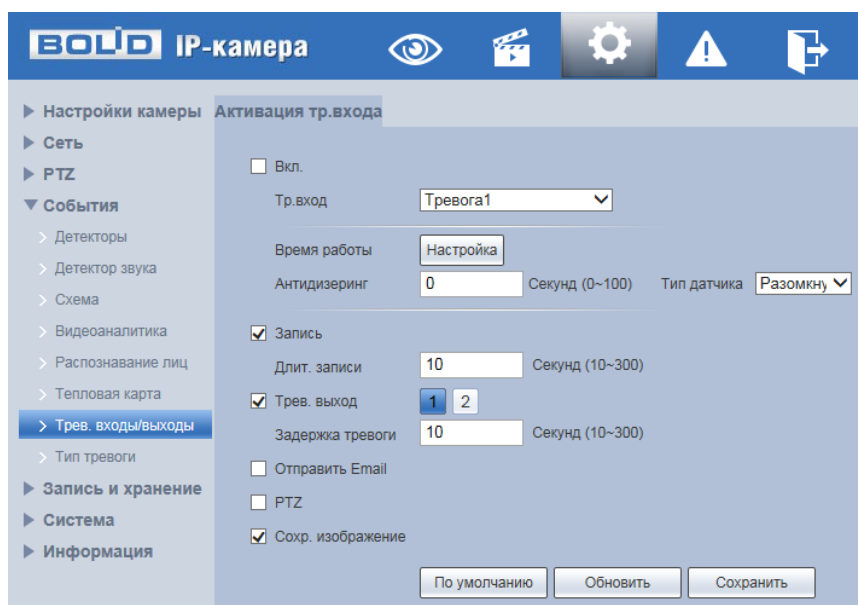 BOLID IP-камера
Настройки камеры
Сеть
PTZ
События
Детекторы
Детектор звука
Схема
Видеоаналитика
Распознавание лиц
Тепловая карта
Трев. входы/выходы
Тип тревоги
Запись и хранение
Система
Информация
Активация тр.входа
Вкл.
Тр.вход Тревога1
Время работы Настройка
Антидизеринг 0 Секунд (0~100) Тип датчика Разомкну
Запись
Длит. записи 10 Секунд (10~300)
Трев. выход 1 2
Задержка тревоги 10 Секунд (10~300)
Отправить Email
PTZ
Сохр. изображение
По умолчанию Обновить Сохранить